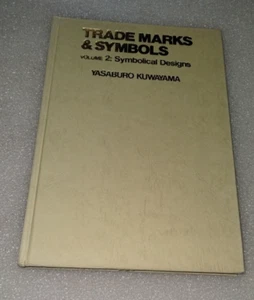 TRADE MARKS
& SYMBOLS
VOLUME 2: Symbolical Designs
YASABURO KUWAYAMA